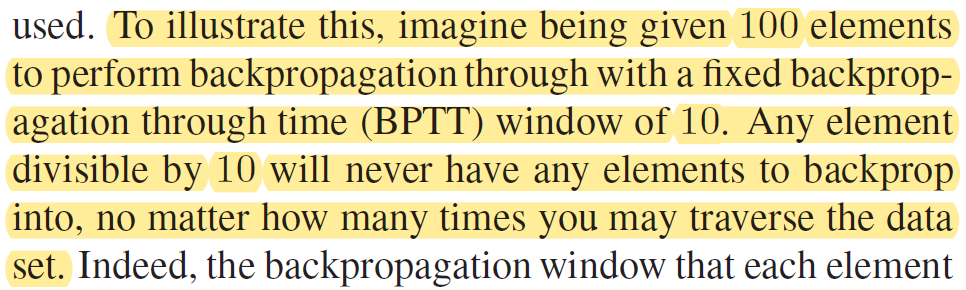 used. To illustrate this, imagine being given 100 elements
to perform backpropagation through with a fixed backprop-
agation through time (BPTT) window of 10. Any element
divisible by 10 will never have any elements to backprop
into, no matter how many times you may traverse the data
set. Indeed, the backpropagation window that each element